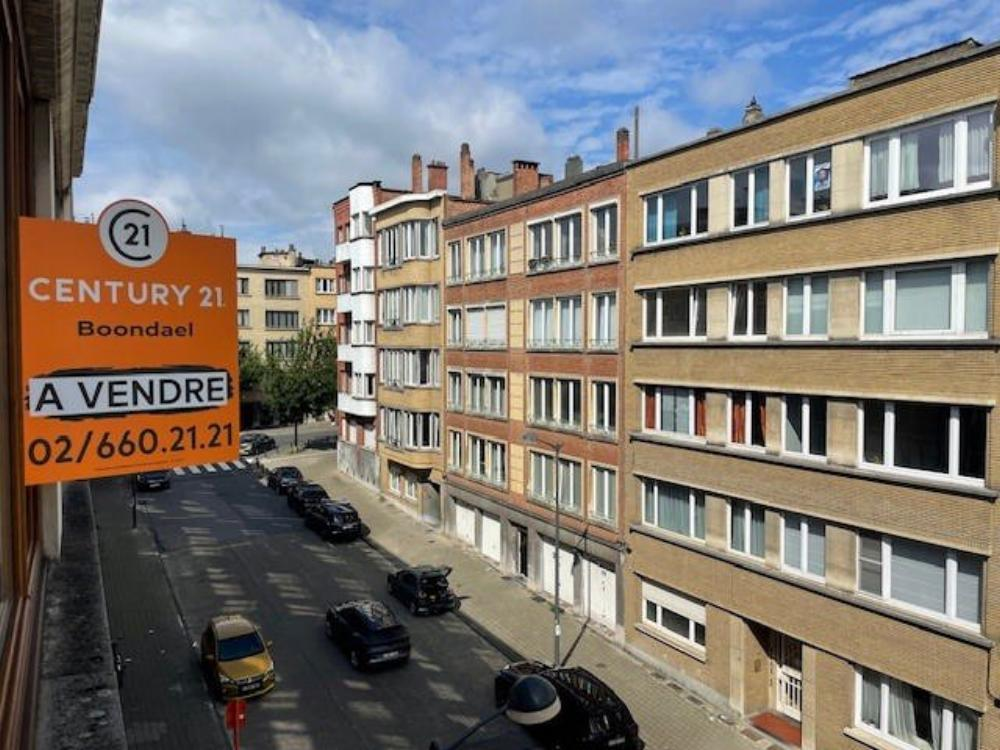 C21
CENTURY 21.
Boondael
A VENDRE
02/660.21.21